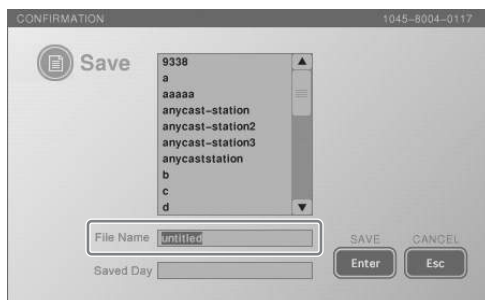 CONFIRMATION 1045-8004-0117
Save
9338
a
aaaaa
anycast-station
anycast-station2
anycast-station3
anycaststation
b
c
d
File Name untitled
Saved Day
SAVE CANCEL
Enter Esc